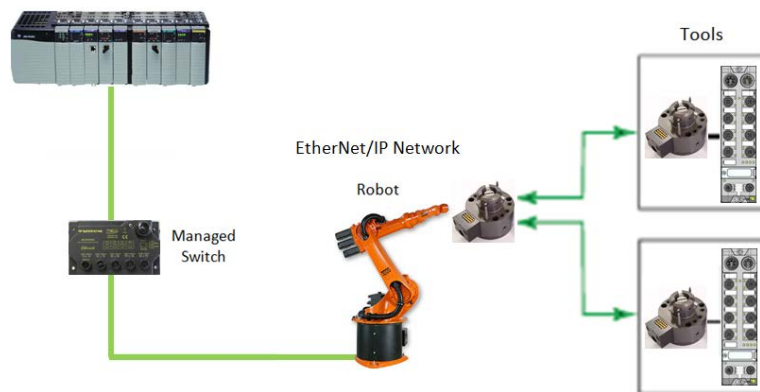 Tools
EtherNet/IP Network
Robot
Managed
Switch